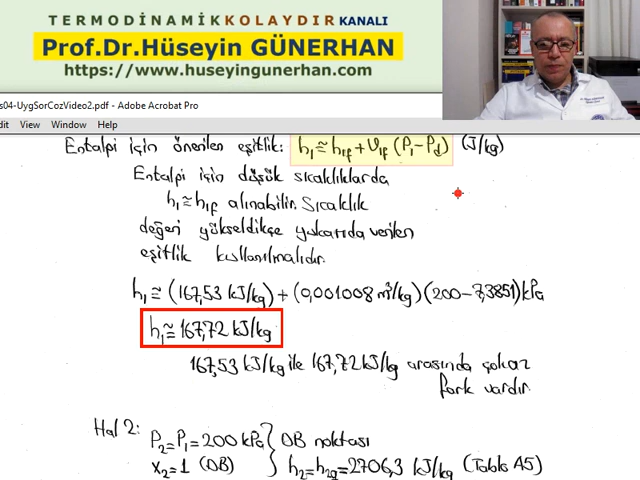 TERMODİNAMİKKOLAYDIR KANALI
Prof.Dr.Hüseyin GÜNERHAN
https://www.huseyingunerhan.com
s04-UygSorCozVideo2.pdf - Adobe Acrobat Pro
dit View Window Help
Entalpi için önerilen eşitlik: h₁≅h₁f+υ₁f(P₁-Pd) (J/kg)
Entalpi için düşük sıcaklıklarda
h₁≅h₁f alınabilir. Sıcaklık
değeri yükseldikçe yukarıda verilen
eşitlik kullanılmalıdır.
h₁≅(167,53 kJ/kg)+(0,001008 m³/kg)(200-7,3851)kPa
h₁≅167,72 kJ/kg
167,53 kJ/kg ile 167,72 kJ/kg arasında çok az
fark vardır.
Hal 2:
P₂=P₁=200 kPa } DB noktası
x₂=1 (DB) } h₂=h₂g=2706,3 kJ/kg (Tablo A5)